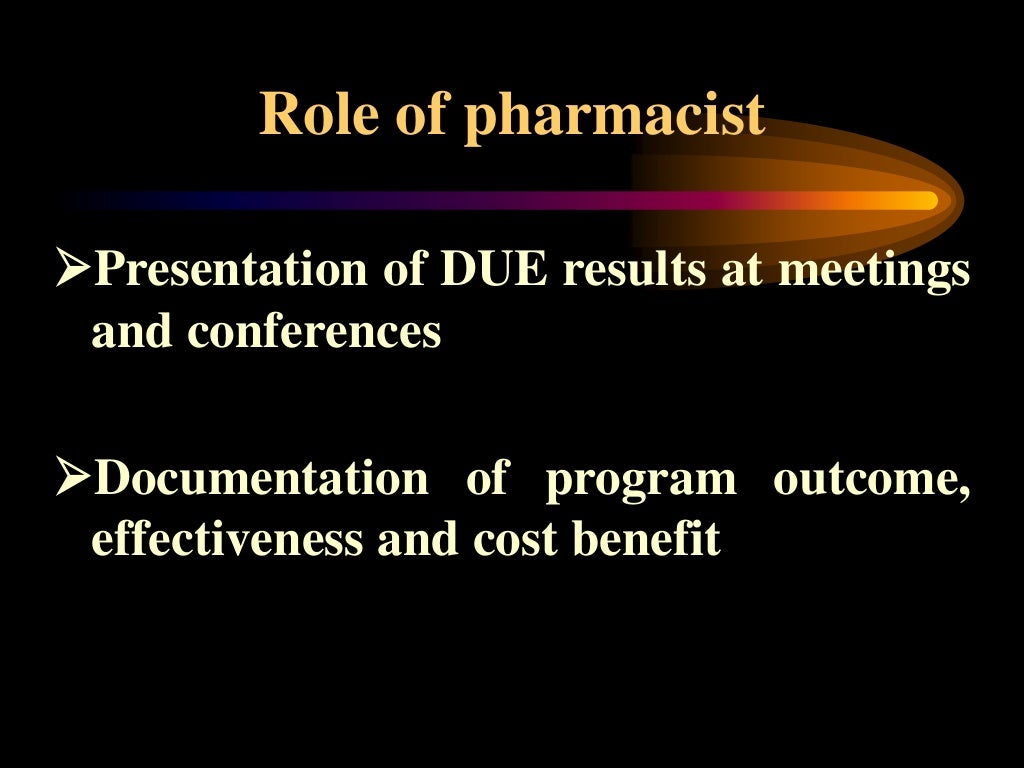 Role of pharmacist
➢Presentation of DUE results at meetings
and conferences
➢Documentation of program outcome,
effectiveness and cost benefit